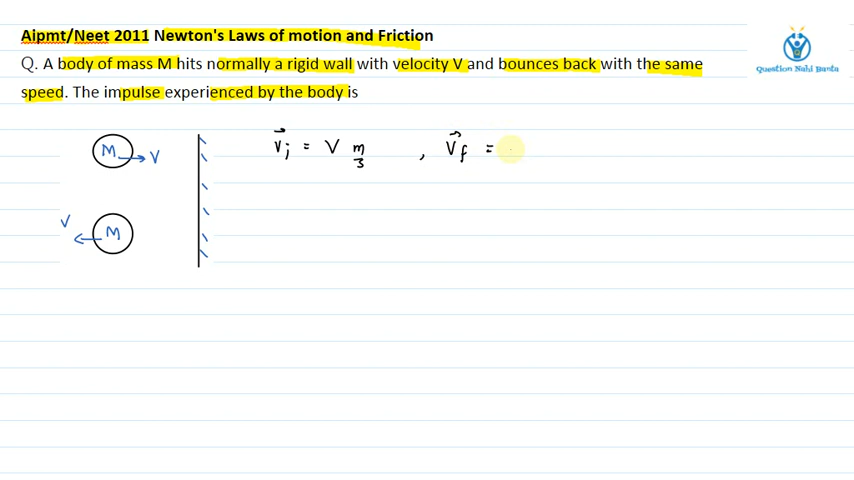 Aipmt/Neet 2011 Newton's Laws of motion and Friction
Q. A body of mass M hits normally a rigid wall with velocity V and bounces back with the same
speed. The impulse experienced by the body is
Question Nahi Banta
M V
V⃗i = V m/s , V⃗f =
V
M